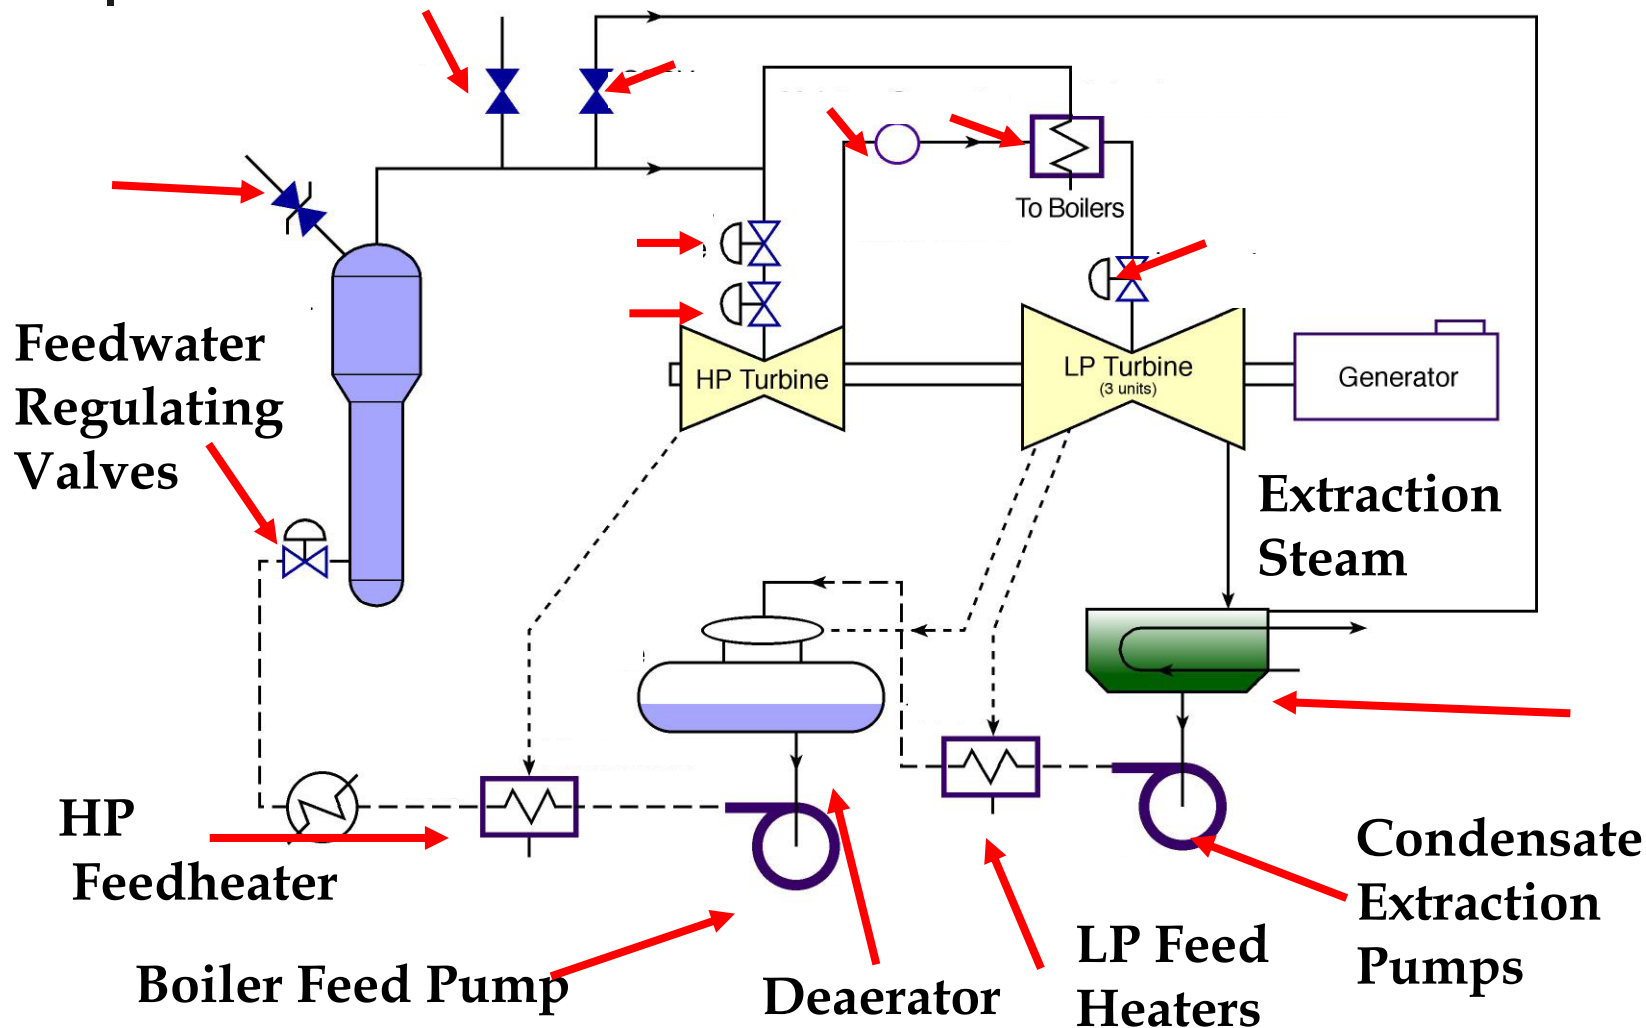 To Boilers
Feedwater
Regulating
Valves
HP Turbine
LP Turbine
(3 units)
Generator
Extraction
Steam
HP
Feedheater
Boiler Feed Pump
Deaerator
LP Feed
Heaters
Condensate
Extraction
Pumps